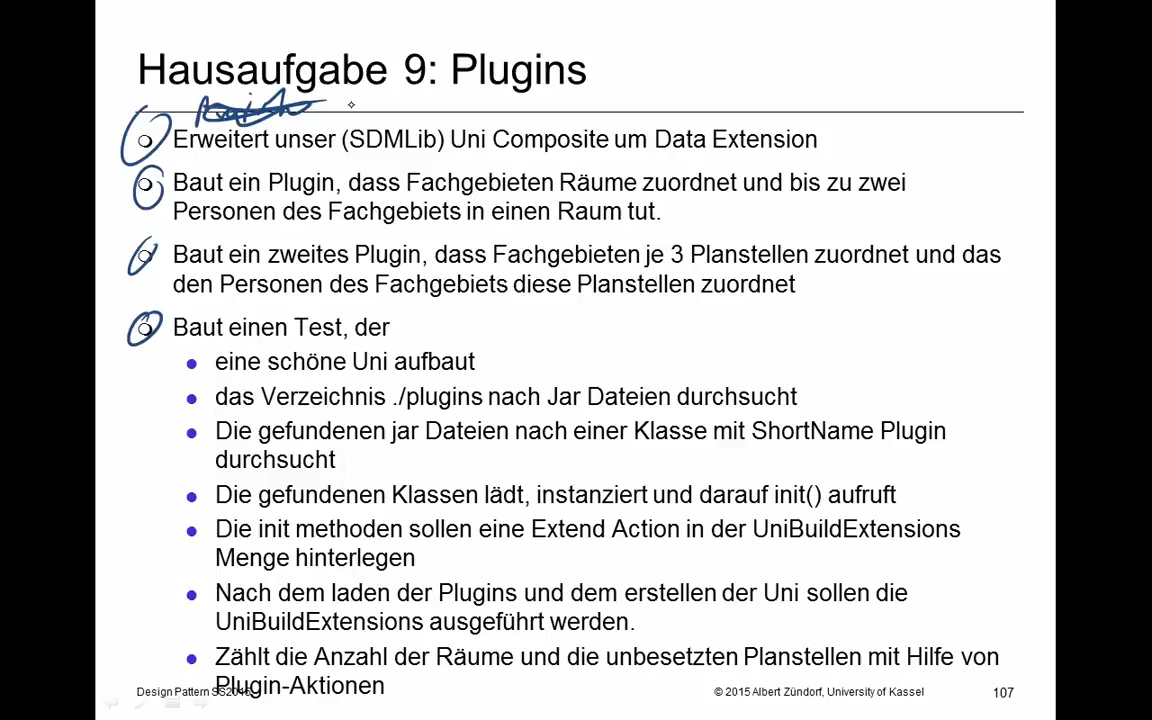 Hausaufgabe 9: Plugins
Erweitert unser (SDMLib) Uni Composite um Data Extension
Baut ein Plugin, dass Fachgebieten Räume zuordnet und bis zu zwei
Personen des Fachgebiets in einen Raum tut.
Baut ein zweites Plugin, dass Fachgebieten je 3 Planstellen zuordnet und das
den Personen des Fachgebiets diese Planstellen zuordnet
Baut einen Test, der
eine schöne Uni aufbaut
das Verzeichnis ./plugins nach Jar Dateien durchsucht
Die gefundenen jar Dateien nach einer Klasse mit ShortName Plugin
durchsucht
Die gefundenen Klassen lädt, instanziert und darauf init() aufruft
Die init methoden sollen eine Extend Action in der UniBuildExtensions
Menge hinterlegen
Nach dem laden der Plugins und dem erstellen der Uni sollen die
UniBuildExtensions ausgeführt werden.
Zählt die Anzahl der Räume und die unbesetzten Planstellen mit Hilfe von
Plugin-Aktionen
Design Pattern © 2015 Albert Zündorf, University of Kassel 107